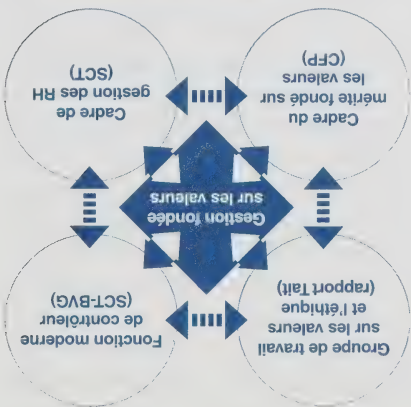 Groupe de travail
sur les valeurs
et l'éthique
(rapport Tait)
Fonction moderne
de contrôleur
(SCT-BVG)
Gestion fondée
sur les valeurs
Cadre du
mérite fondé sur
les valeurs
(CFP)
Cadre de
gestion des RH
(SCT)